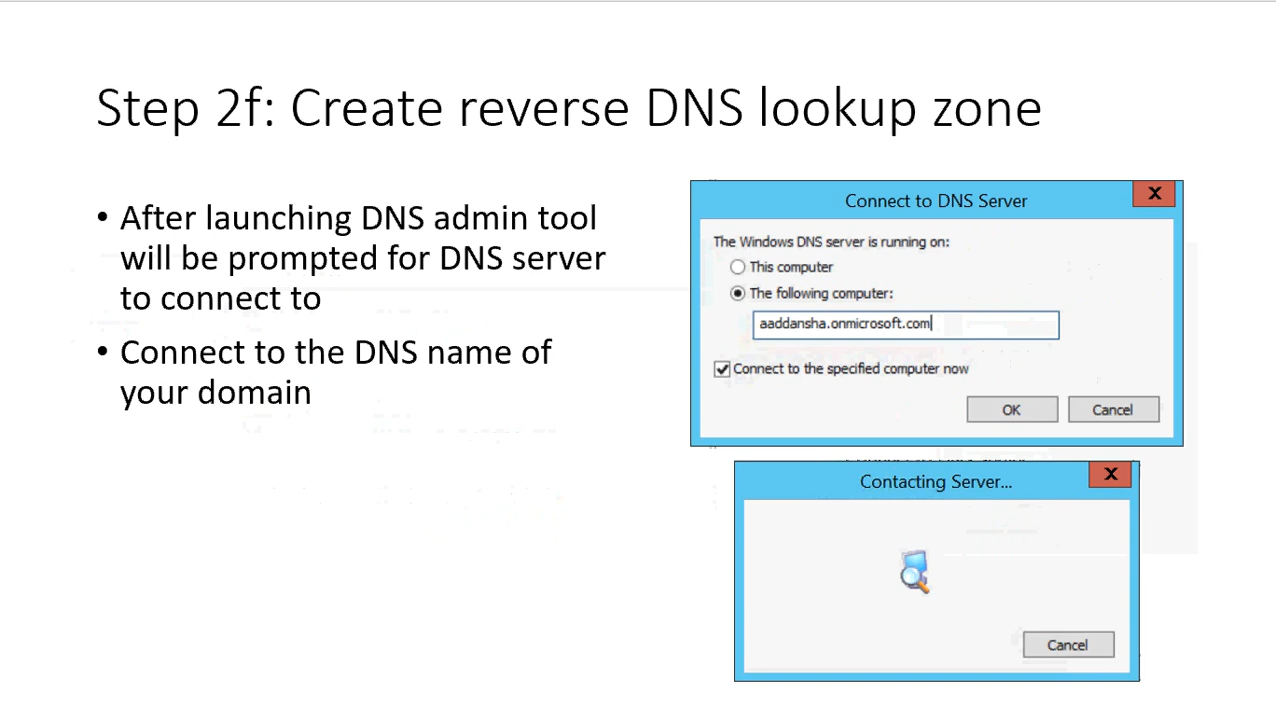 Step 2f: Create reverse DNS lookup zone
• After launching DNS admin tool
will be prompted for DNS server
to connect to
• Connect to the DNS name of
your domain
Connect to DNS Server
X
The Windows DNS server is running on:
This computer
The following computer:
aaddansha.onmicrosoft.com
Connect to the specified computer now
OK
Cancel
Contacting Server...
X
Cancel